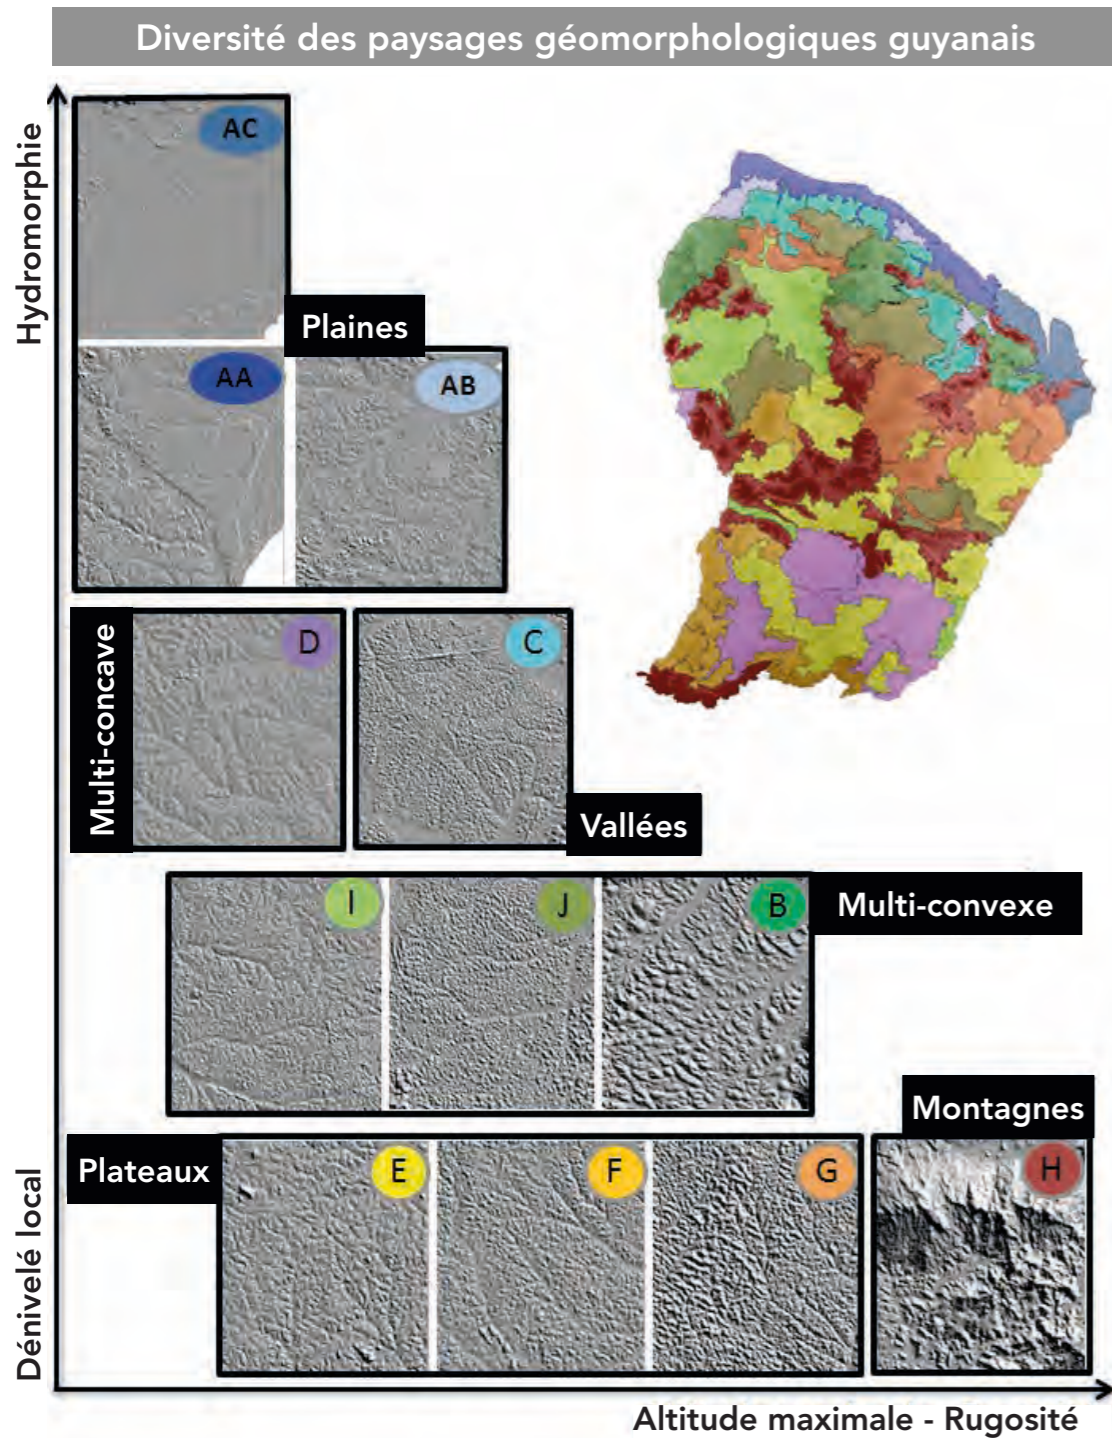 Diversité des paysages géomorphologiques guyanais
Hydromorphie
AC
Plaines
AA
AB
Multi-concave
D
C
Vallées
I
J
B
Multi-convexe
Montagnes
Plateaux
E
F
G
H
Dénivelé local
Altitude maximale - Rugosité